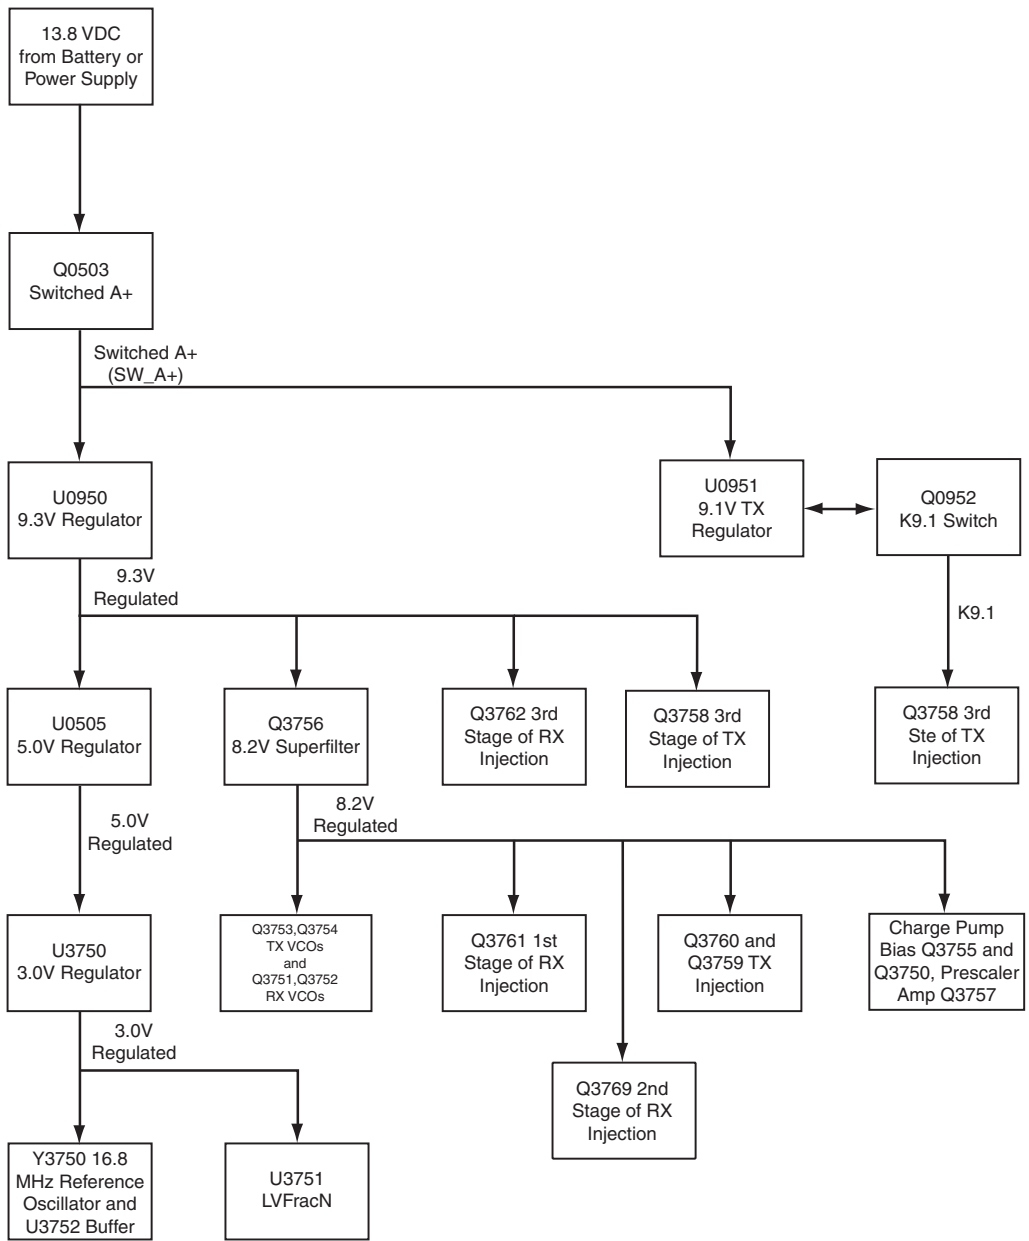 13.8 VDC
from Battery or
Power Supply
Q0503
Switched A+
Switched A+
(SW_A+)
U0950
9.3V Regulator
U0951
9.1V TX
Regulator
Q0952
K9.1 Switch
9.3V
Regulated
K9.1
U0505
5.0V Regulator
Q3756
8.2V Superfilter
Q3762 3rd
Stage of RX
Injection
Q3758 3rd
Stage of TX
Injection
Q3758 3rd
Ste of TX
Injection
5.0V
Regulated
8.2V
Regulated
U3750
3.0V Regulator
Q3753,Q3754
TX VCOs
and
Q3751,Q3752
RX VCOs
Q3761 1st
Stage of RX
Injection
Q3760 and
Q3759 TX
Injection
Charge Pump
Bias Q3755 and
Q3750, Prescaler
Amp Q3757
3.0V
Regulated
Q3769 2nd
Stage of RX
Injection
Y3750 16.8
MHz Reference
Oscillator and
U3752 Buffer
U3751
LVFracN